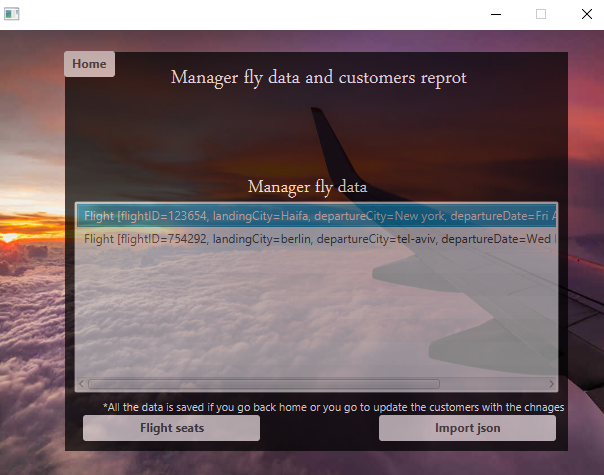 Home
Manager fly data and customers reprot
Manager fly data
Flight [flightID=123654, landingCity=Haifa, departureCity=New york, departureDate=Fri A
Flight [flightID=754292, landingCity=berlin, departureCity=tel-aviv, departureDate=Wed
*All the data is saved if you go back home or you go to update the customers with the chnages
Flight seats
Import json